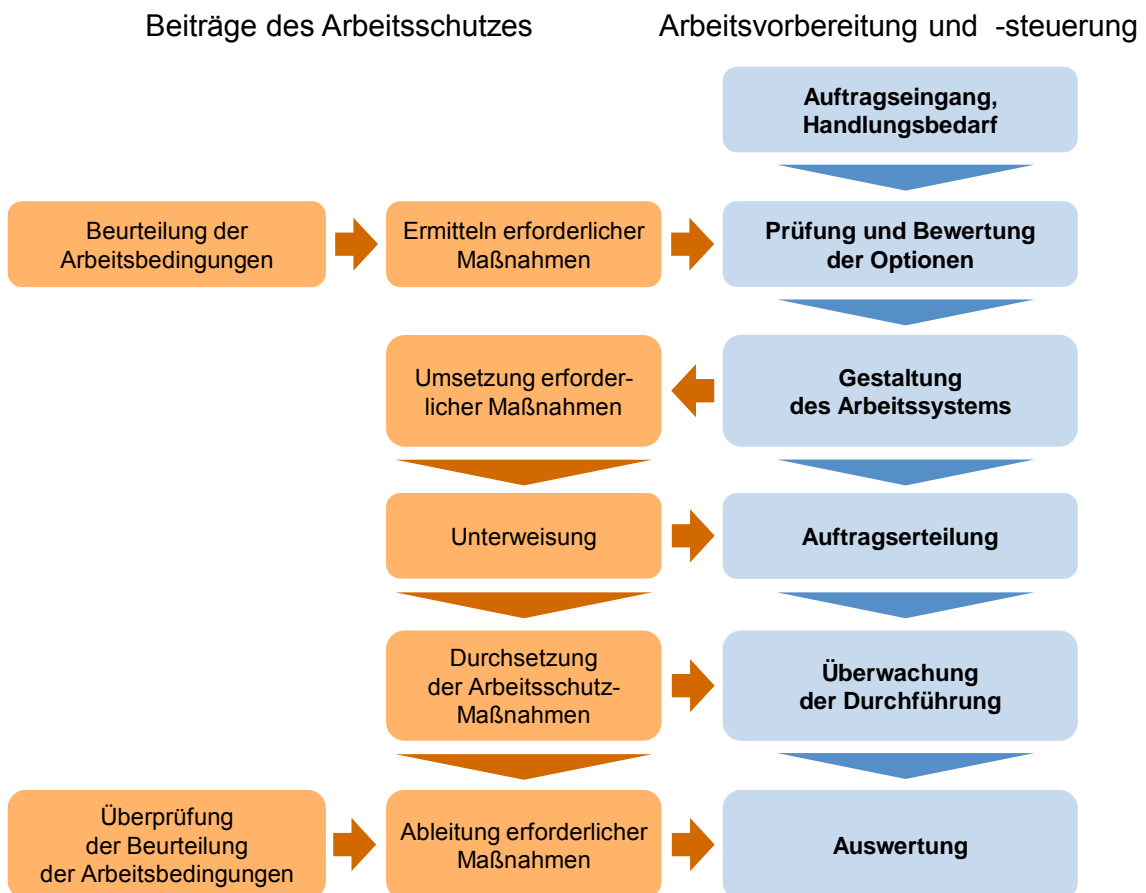 Beiträge des Arbeitsschutzes
Arbeitsvorbereitung und -steuerung
Auftragseingang,
Handlungsbedarf
Beurteilung der
Arbeitsbedingungen
Ermitteln erforderlicher
Maßnahmen
Prüfung und Bewertung
der Optionen
Umsetzung erforder-
licher Maßnahmen
Gestaltung
des Arbeitssystems
Unterweisung
Auftragserteilung
Durchsetzung
der Arbeitsschutz-
Maßnahmen
Überwachung
der Durchführung
Überprüfung
der Beurteilung
der Arbeitsbedingungen
Ableitung erforderlicher
Maßnahmen
Auswertung